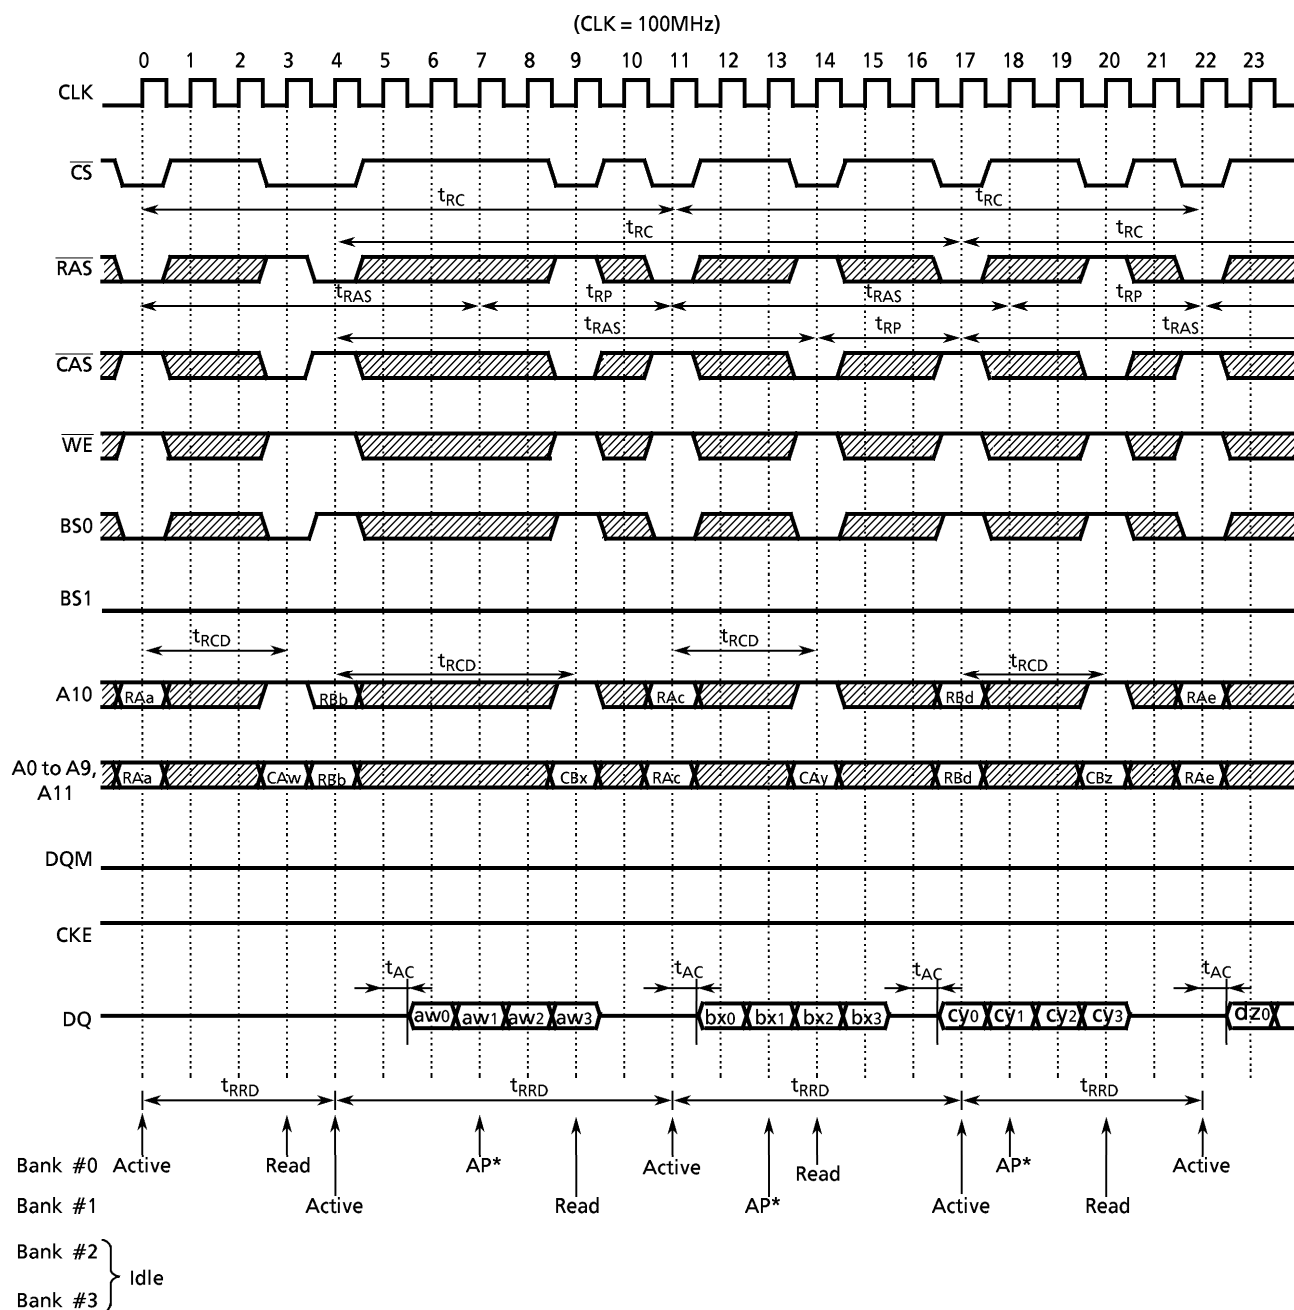 (CLK = 100MHz)
0 1 2 3 4 5 6 7 8 9 10 11 12 13 14 15 16 17 18 19 20 21 22 23
CLK
CS
tRC tRC
tRC tRC
RAS
tRAS tRP tRAS tRP
tRAS tRP tRAS
CAS
WE
BS0
BS1
tRCD tRCD
tRCD tRCD
A10 RAa RBb RAc RBd RAe
A0 to A9, A11 RAa CAw RBb CBx RAc CAy RBd CBz RAe
DQM
CKE
tAC tAC tAC tAC
DQ aw0 aw1 aw2 aw3 bx0 bx1 bx2 bx3 cy0 cy1 cy2 cy3 dz0
tRRD tRRD tRRD tRRD
Bank #0 Active Read AP* Active Read AP* Active
Bank #1 Active Read AP* Active Read
Bank #2
Idle
Bank #3